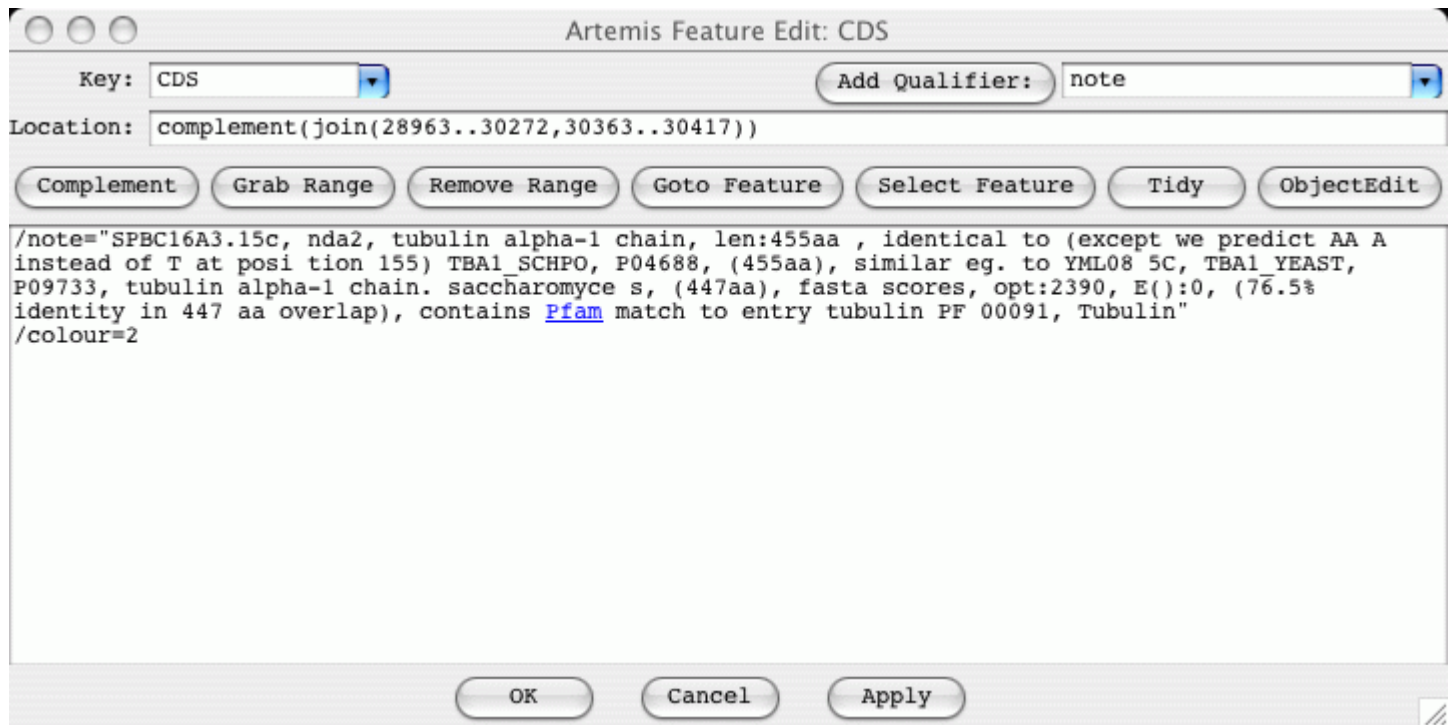 Artemis Feature Edit: CDS
Key: CDS Add Qualifier: note
Location: complement(join(28963..30272,30363..30417))
Complement Grab Range Remove Range Goto Feature Select Feature Tidy ObjectEdit
/note="SPBC16A3.15c, nda2, tubulin alpha-1 chain, len:455aa , identical to (except we predict AA A
instead of T at posi tion 155) TBA1_SCHPO, P04688, (455aa), similar eg. to YML08 5C, TBA1_YEAST,
P09733, tubulin alpha-1 chain. saccharomyce s, (447aa), fasta scores, opt:2390, E():0, (76.5%
identity in 447 aa overlap), contains Pfam match to entry tubulin PF 00091, Tubulin"
/colour=2
OK Cancel Apply